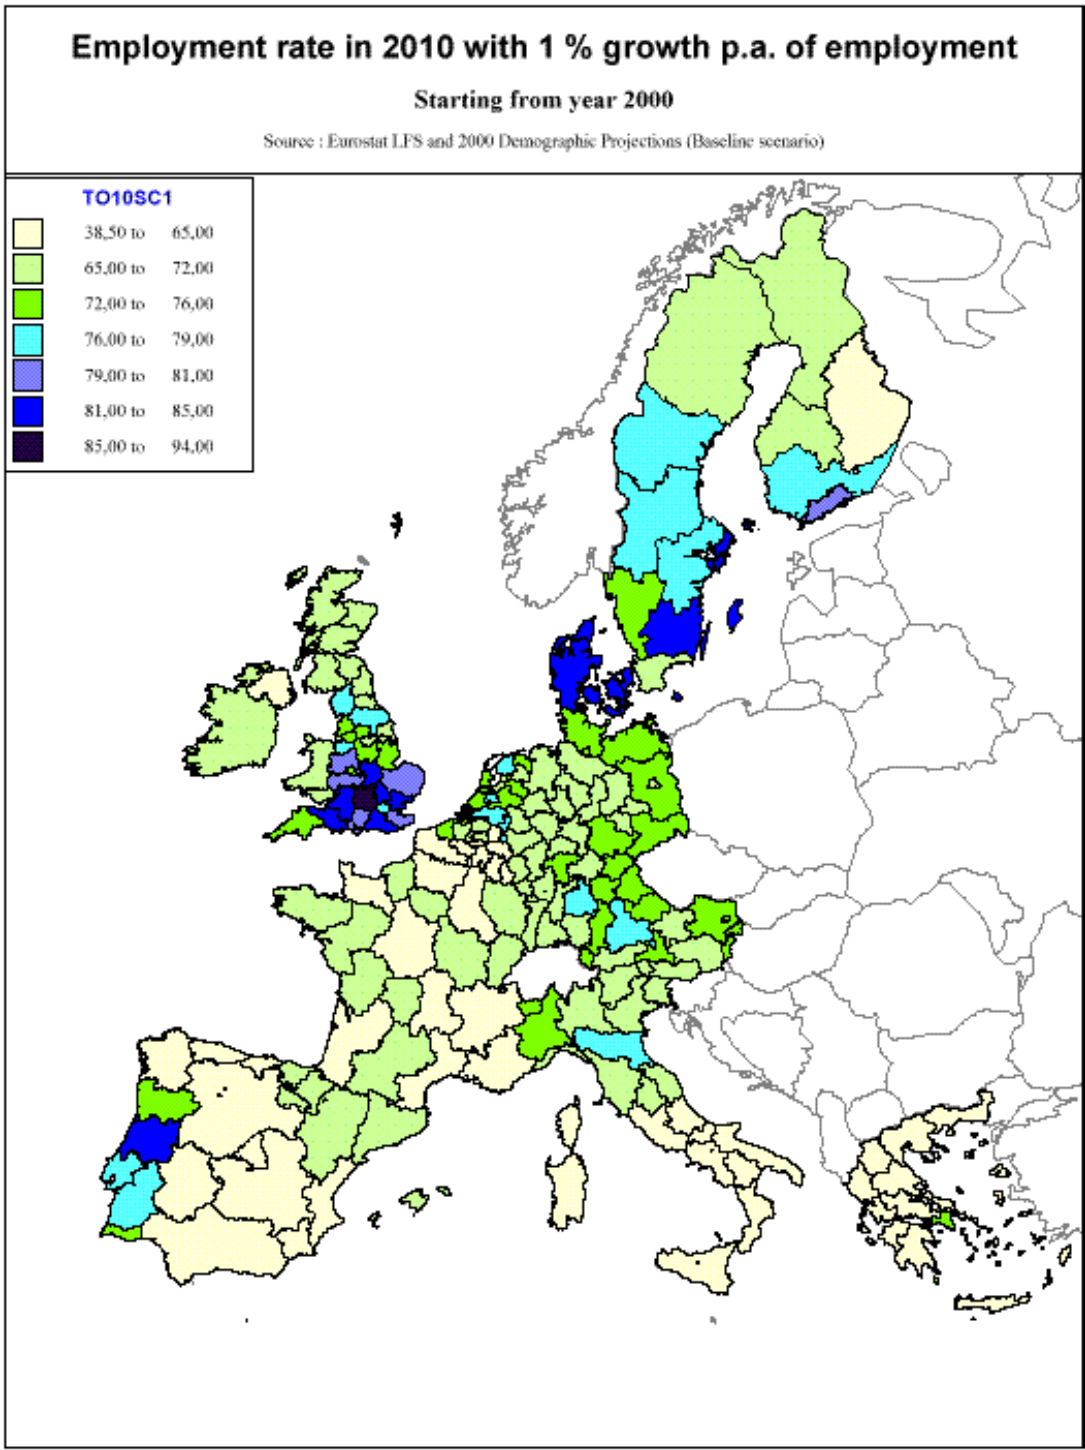 Employment rate in 2010 with 1 % growth p.a. of employment
Starting from year 2000
Source : Eurostat LFS and 2000 Demographic Projections (Baseline scenario)
TO10SC1
38,50 to 65,00
65,00 to 72,00
72,00 to 76,00
76,00 to 79,00
79,00 to 81,00
81,00 to 85,00
85,00 to 94,00